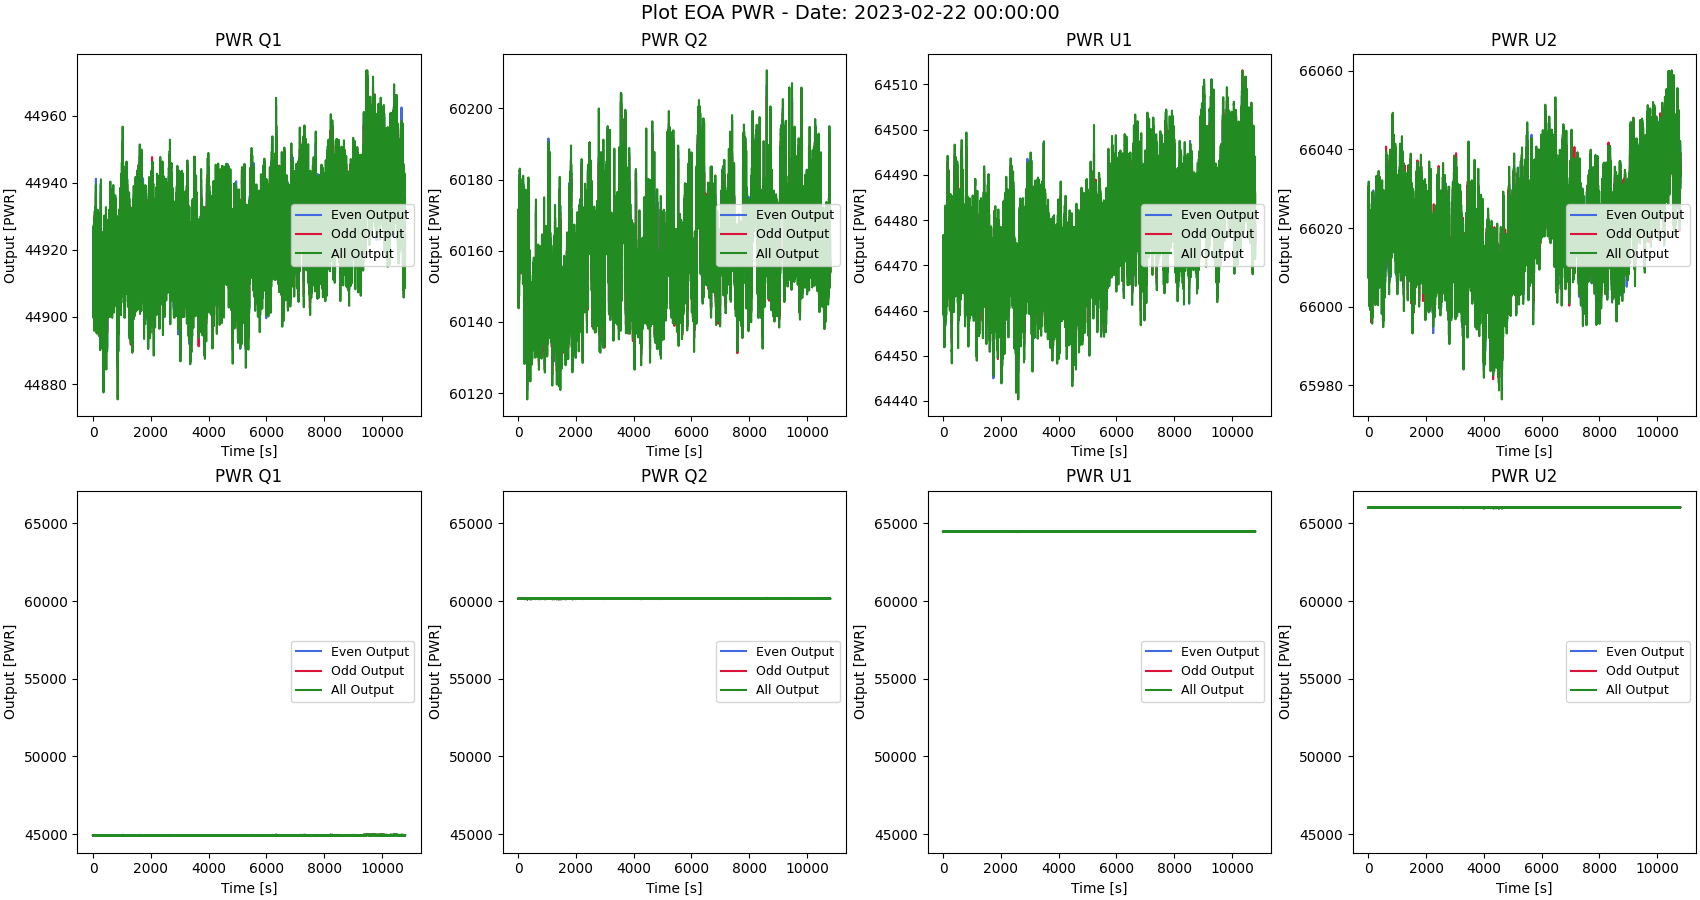 Plot EOA PWR - Date: 2023-02-22 00:00:00
PWR Q1
Output [PWR]
44960
44940
44920
44900
44880
Even Output
Odd Output
All Output
0 2000 4000 6000 8000 10000
Time [s]
PWR Q2
Output [PWR]
60200
60180
60160
60140
60120
Even Output
Odd Output
All Output
0 2000 4000 6000 8000 10000
Time [s]
PWR U1
Output [PWR]
64510
64500
64490
64480
64470
64460
64450
64440
Even Output
Odd Output
All Output
0 2000 4000 6000 8000 10000
Time [s]
PWR U2
Output [PWR]
66060
66040
66020
66000
65980
Even Output
Odd Output
All Output
0 2000 4000 6000 8000 10000
Time [s]
PWR Q1
Output [PWR]
65000
60000
55000
50000
45000
Even Output
Odd Output
All Output
0 2000 4000 6000 8000 10000
Time [s]
PWR Q2
Output [PWR]
65000
60000
55000
50000
45000
Even Output
Odd Output
All Output
0 2000 4000 6000 8000 10000
Time [s]
PWR U1
Output [PWR]
65000
60000
55000
50000
45000
Even Output
Odd Output
All Output
0 2000 4000 6000 8000 10000
Time [s]
PWR U2
Output [PWR]
65000
60000
55000
50000
45000
Even Output
Odd Output
All Output
0 2000 4000 6000 8000 10000
Time [s]